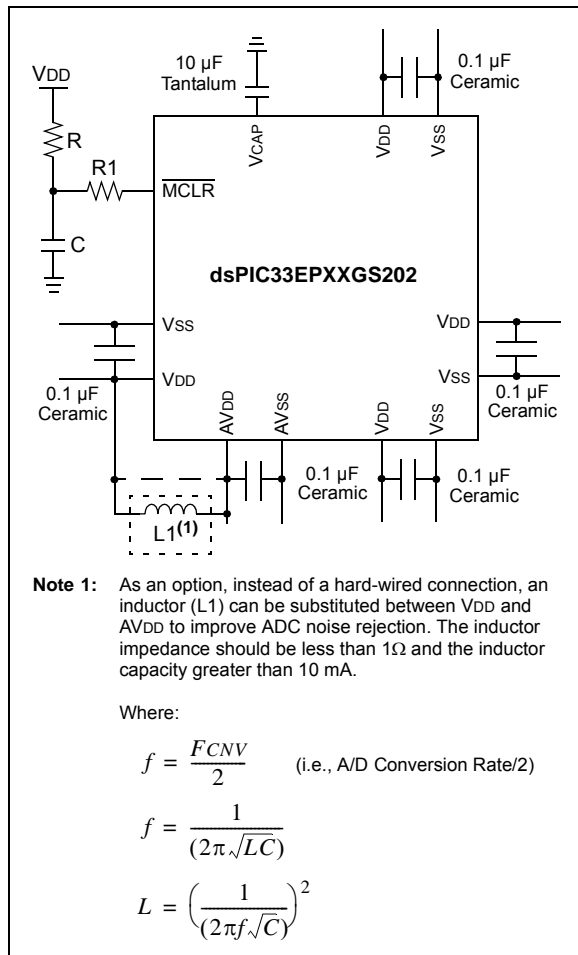 10 µF
Tantalum
0.1 µF
Ceramic
VDD
R
R1
C
VCAP
VDD
VSS
MCLR
dsPIC33EPXXGS202
VSS
VDD
VDD
VSS
0.1 µF
Ceramic
0.1 µF
Ceramic
AVDD
AVSS
VDD
VSS
0.1 µF
Ceramic
0.1 µF
Ceramic
L1(1)
Note 1: As an option, instead of a hard-wired connection, an
inductor (L1) can be substituted between VDD and
AVDD to improve ADC noise rejection. The inductor
impedance should be less than 1Ω and the inductor
capacity greater than 10 mA.
Where:
f = FCNV / 2 (i.e., A/D Conversion Rate/2)
f = 1 / (2π√LC)
L = (1 / (2πf√C))²